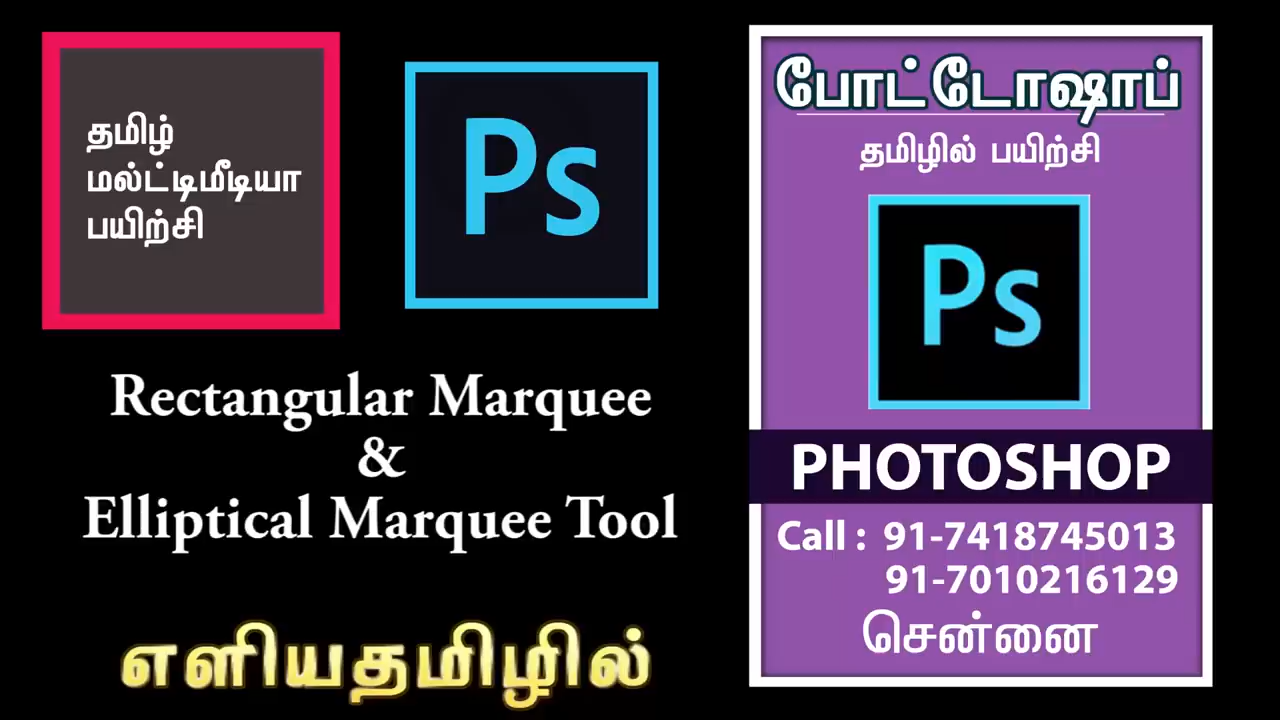 தமிழ்
மல்ட்டிமீடியா
பயிற்சி
Ps
Rectangular Marquee
&
Elliptical Marquee Tool
எளியதமிழில்
போட்டோஷாப்
தமிழில் பயிற்சி
Ps
PHOTOSHOP
Call : 91-7418745013
91-7010216129
சென்னை